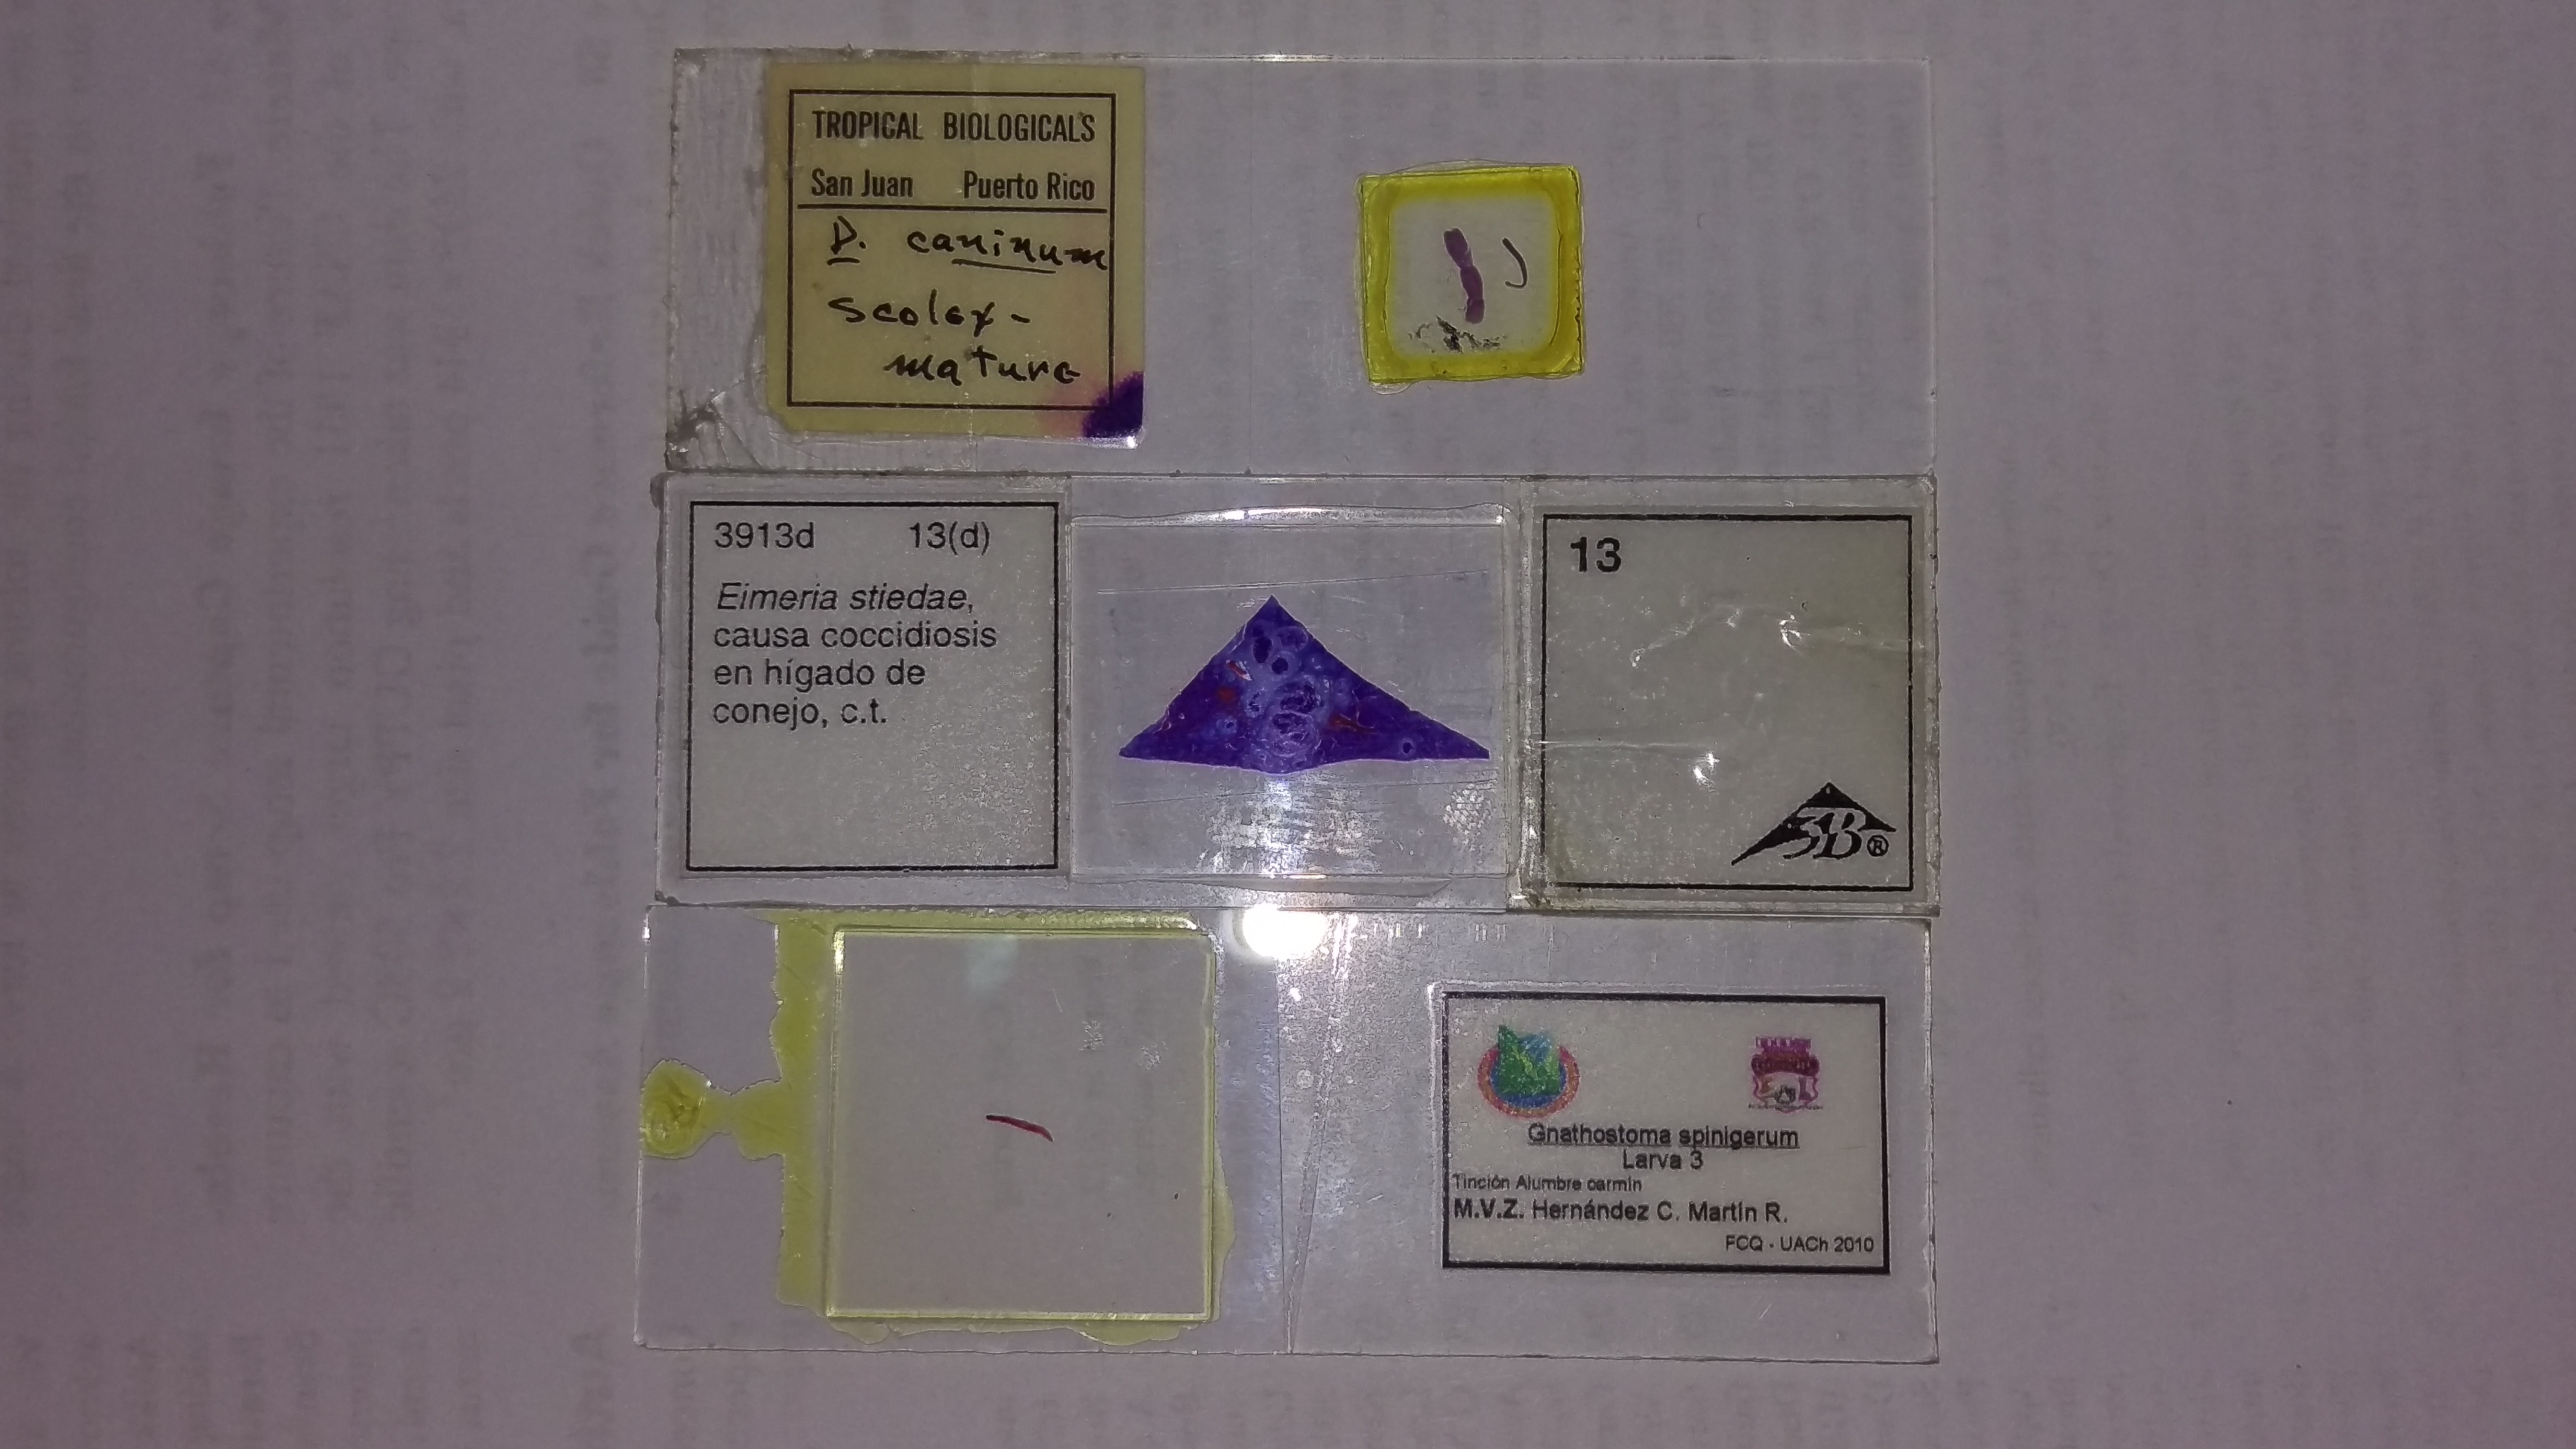 TROPICAL BIOLOGICALS
San Juan Puerto Rico
D. caninum
scolex-
mature
3913d 13(d)
Eimeria stiedae,
causa coccidiosis
en hígado de
conejo, c.t.
13
3B®
Gnathostoma spinigerum
Larva 3
Tinción Alumbre carmín
M.V.Z. Hernández C. Martín R.
FCQ - UACh 2010